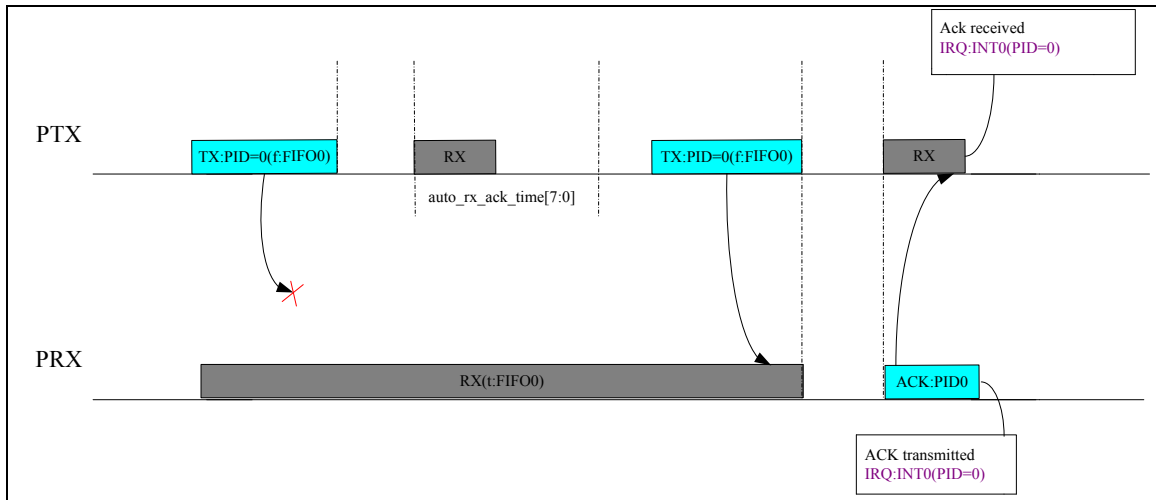 Ack received
IRQ:INT0(PID=0)
PTX
TX:PID=0(f:FIFO0)
RX
TX:PID=0(f:FIFO0)
RX
auto_rx_ack_time[7:0]
PRX
RX(t:FIFO0)
ACK:PID0
ACK transmitted
IRQ:INT0(PID=0)